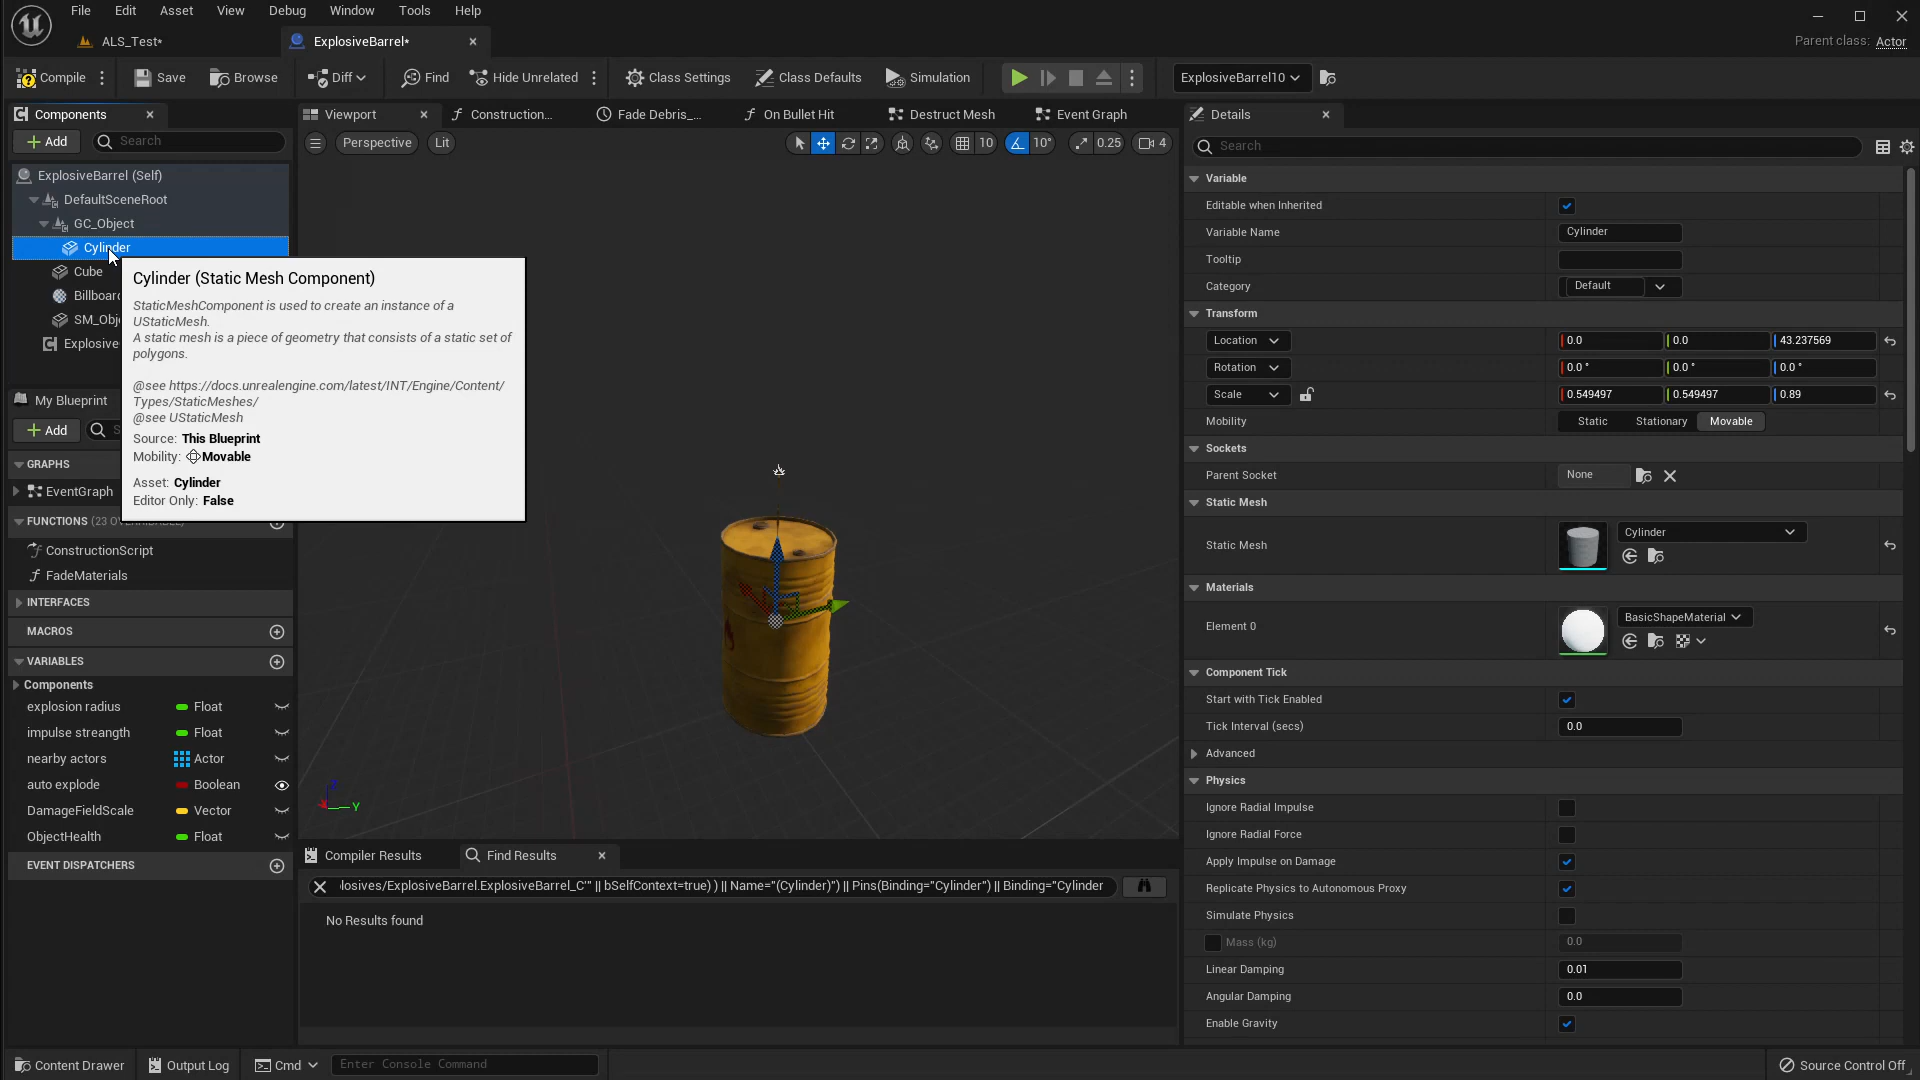 File Edit Asset View Debug Window Tools Help
ALS_Test* ExplosiveBarrel*
Parent class: Actor
Compile Save Browse Diff Find Hide Unrelated Class Settings Class Defaults Simulation ExplosiveBarrel10
Components
Add Search
ExplosiveBarrel (Self)
DefaultSceneRoot
GC_Object
Cylinder
Cube
Billboar
SM_Obj
Explosive
Cylinder (Static Mesh Component)
StaticMeshComponent is used to create an instance of a
UStaticMesh.
A static mesh is a piece of geometry that consists of a static set of
polygons.
@see https://docs.unrealengine.com/latest/INT/Engine/Content/
Types/StaticMeshes/
@see UStaticMesh
Source: This Blueprint
Mobility: Movable
Asset: Cylinder
Editor Only: False
My Blueprint
Add S
GRAPHS
EventGraph
FUNCTIONS (23 OVERRIDABLE)
ConstructionScript
FadeMaterials
INTERFACES
MACROS
VARIABLES
Components
explosion radius Float
impulse streangth Float
nearby actors Actor
auto explode Boolean
DamageFieldScale Vector
ObjectHealth Float
EVENT DISPATCHERS
Viewport Construction... Fade Debris_... On Bullet Hit Destruct Mesh Event Graph
Perspective Lit 10 10° 0.25 4
Y
Compiler Results Find Results
losives/ExplosiveBarrel.ExplosiveBarrel_C'" || bSelfContext=true) ) || Name="(Cylinder)") || Pins(Binding="Cylinder") || Binding="Cylinder
No Results found
Details
Search
Variable
Editable when Inherited
Variable Name Cylinder
Tooltip
Category Default
Transform
Location 0.0 0.0 43.237569
Rotation 0.0 ° 0.0 ° 0.0 °
Scale 0.549497 0.549497 0.89
Mobility Static Stationary Movable
Sockets
Parent Socket None
Static Mesh
Static Mesh Cylinder
Materials
Element 0 BasicShapeMaterial
Component Tick
Start with Tick Enabled
Tick Interval (secs) 0.0
Advanced
Physics
Ignore Radial Impulse
Ignore Radial Force
Apply Impulse on Damage
Replicate Physics to Autonomous Proxy
Simulate Physics
Mass (kg) 0.0
Linear Damping 0.01
Angular Damping 0.0
Enable Gravity
Content Drawer Output Log Cmd Enter Console Command Source Control Off